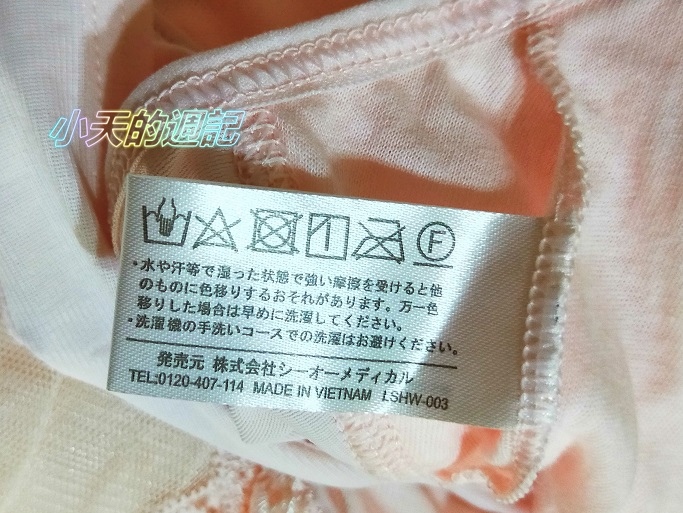 小天的週記
F
・水や汗等で湿った状態で強い摩擦を受けると他
のものに色移りするおそれがあります。万一色
移りした場合は早めに洗濯してください。
・洗濯機の手洗いコースでの洗濯はお避けください。
発売元 株式会社シーオーメディカル
TEL:0120-407-114 MADE IN VIETNAM LSHW-003